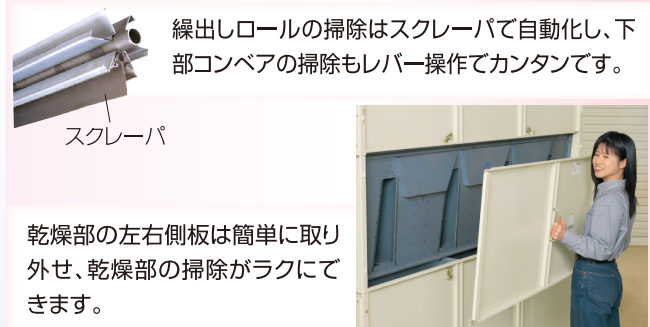 繰出しロールの掃除はスクレーパで自動化し、下
部コンベアの掃除もレバー操作でカンタンです。
スクレーパ
乾燥部の左右側板は簡単に取り
外せ、乾燥部の掃除がラクにで
きます。